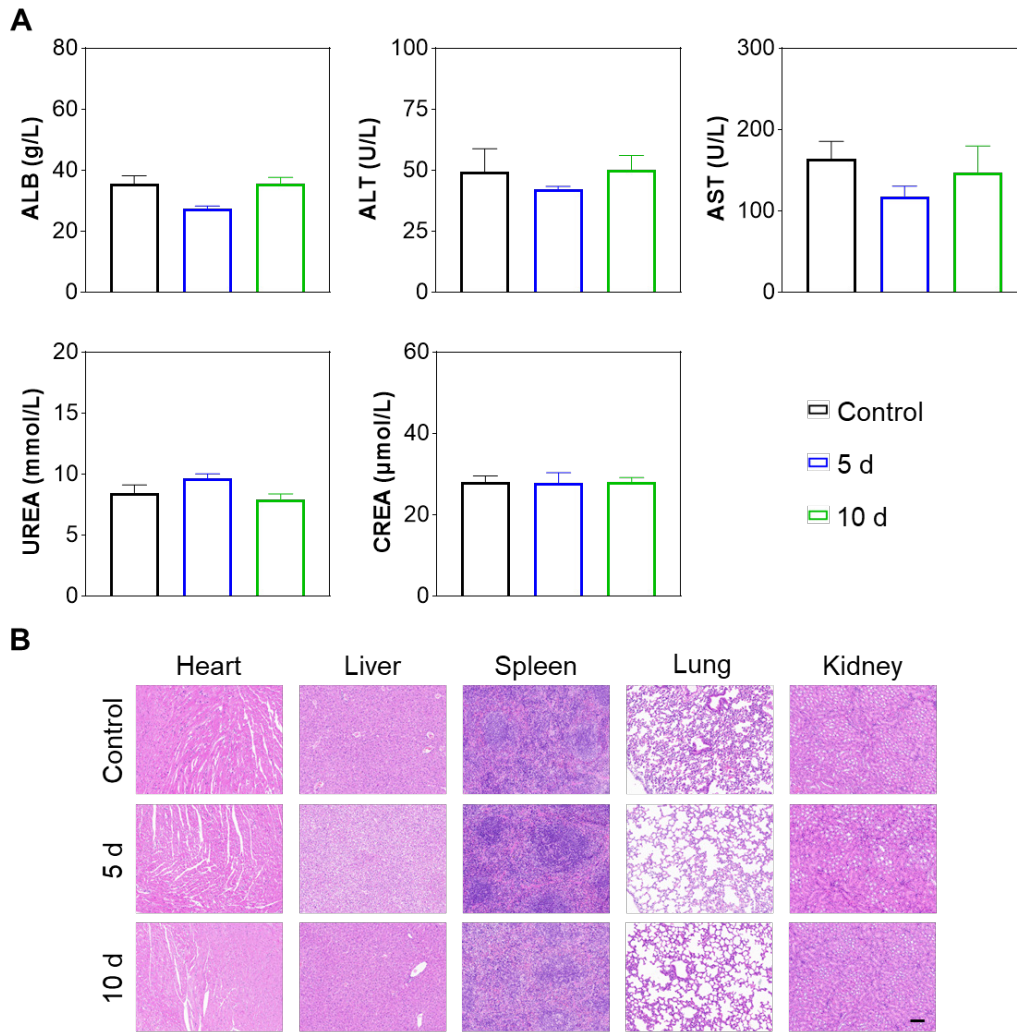 A
ALB (g/L)
80
60
40
20
0
ALT (U/L)
100
75
50
25
0
AST (U/L)
300
200
100
0
UREA (mmol/L)
20
15
10
5
0
CREA (µmol/L)
60
40
20
0
Control
5 d
10 d
B
Heart Liver Spleen Lung Kidney
Control
5 d
10 d